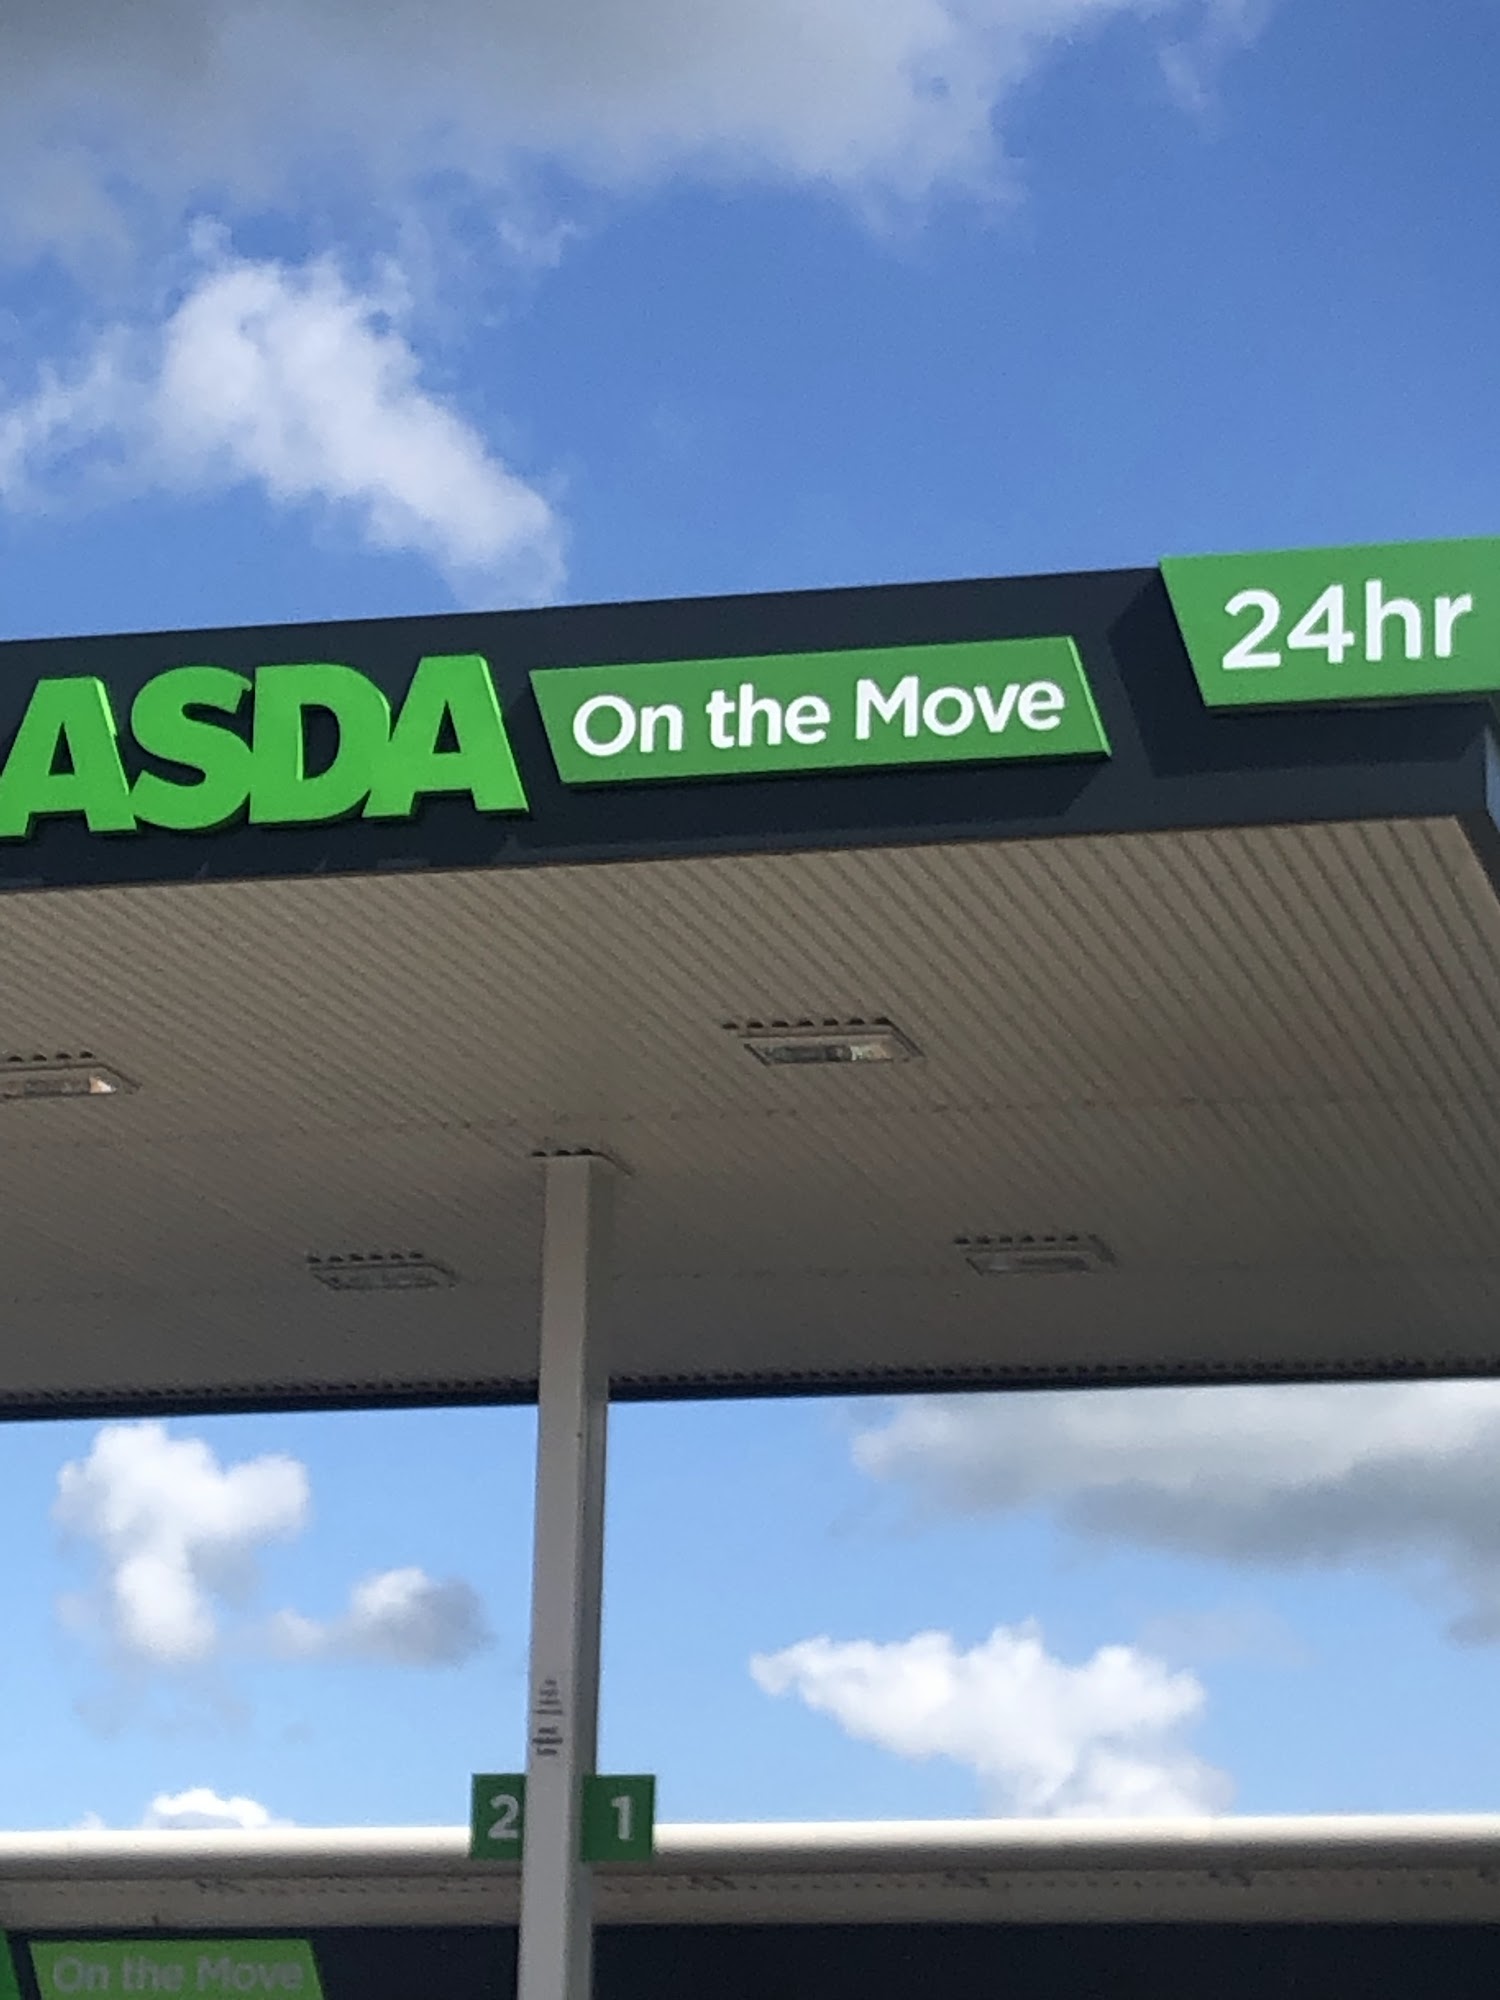 ASDA On the Move 24hr
2 1
On the Move